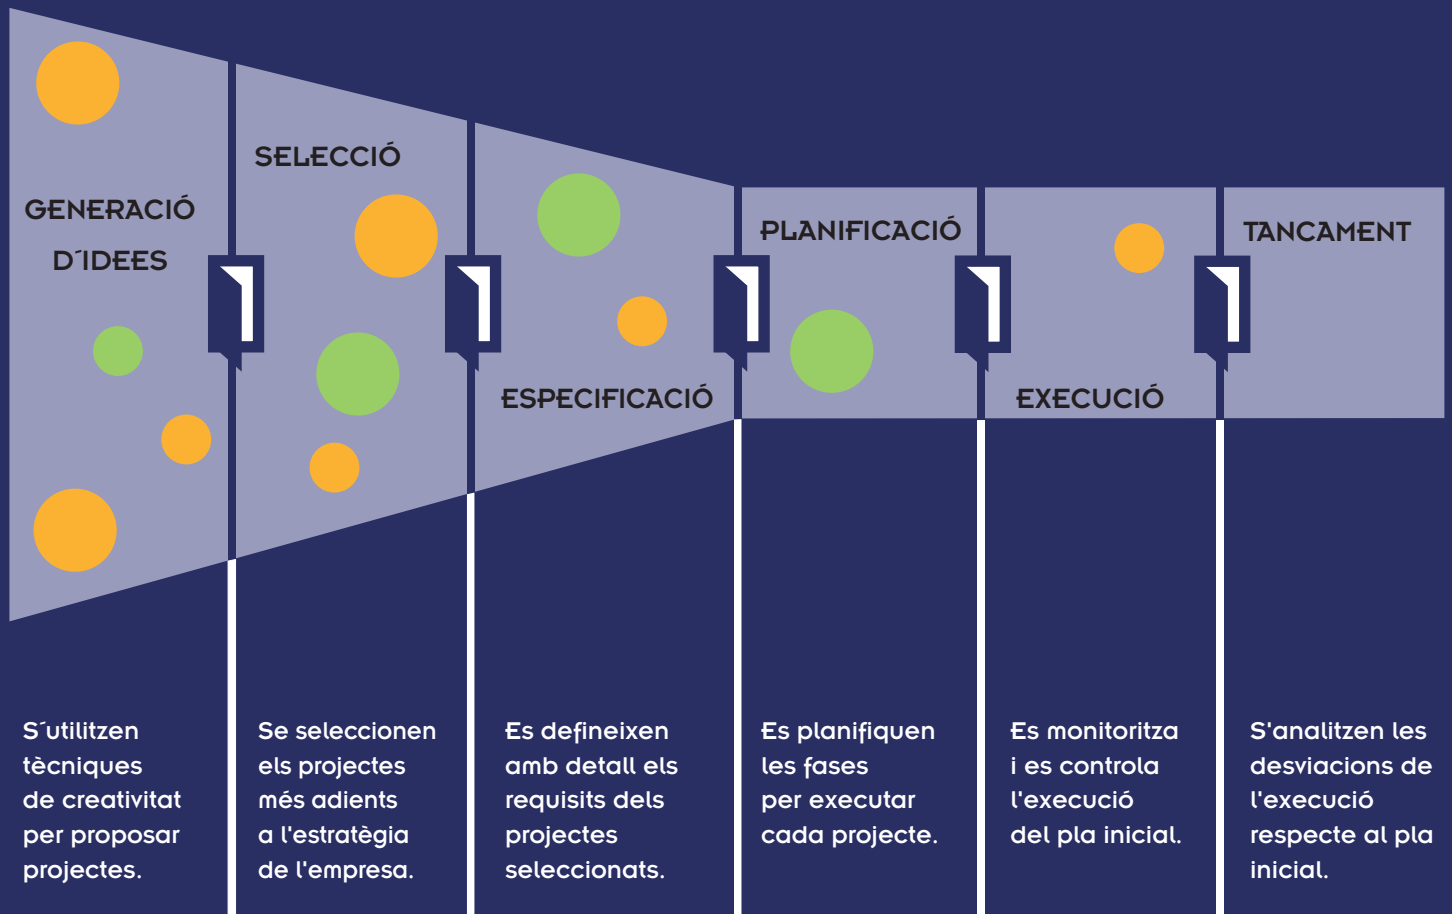 GENERACIÓ
D´IDEES
SELECCIÓ
ESPECIFICACIÓ
PLANIFICACIÓ
EXECUCIÓ
TANCAMENT
S´utilitzen
tècniques
de creativitat
per proposar
projectes.
Se seleccionen
els projectes
més adients
a l'estratègia
de l'empresa.
Es defineixen
amb detall els
requisits dels
projectes
seleccionats.
Es planifiquen
les fases
per executar
cada projecte.
Es monitoritza
i es controla
l'execució
del pla inicial.
S'analitzen les
desviacions de
l'execució
respecte al pla
inicial.